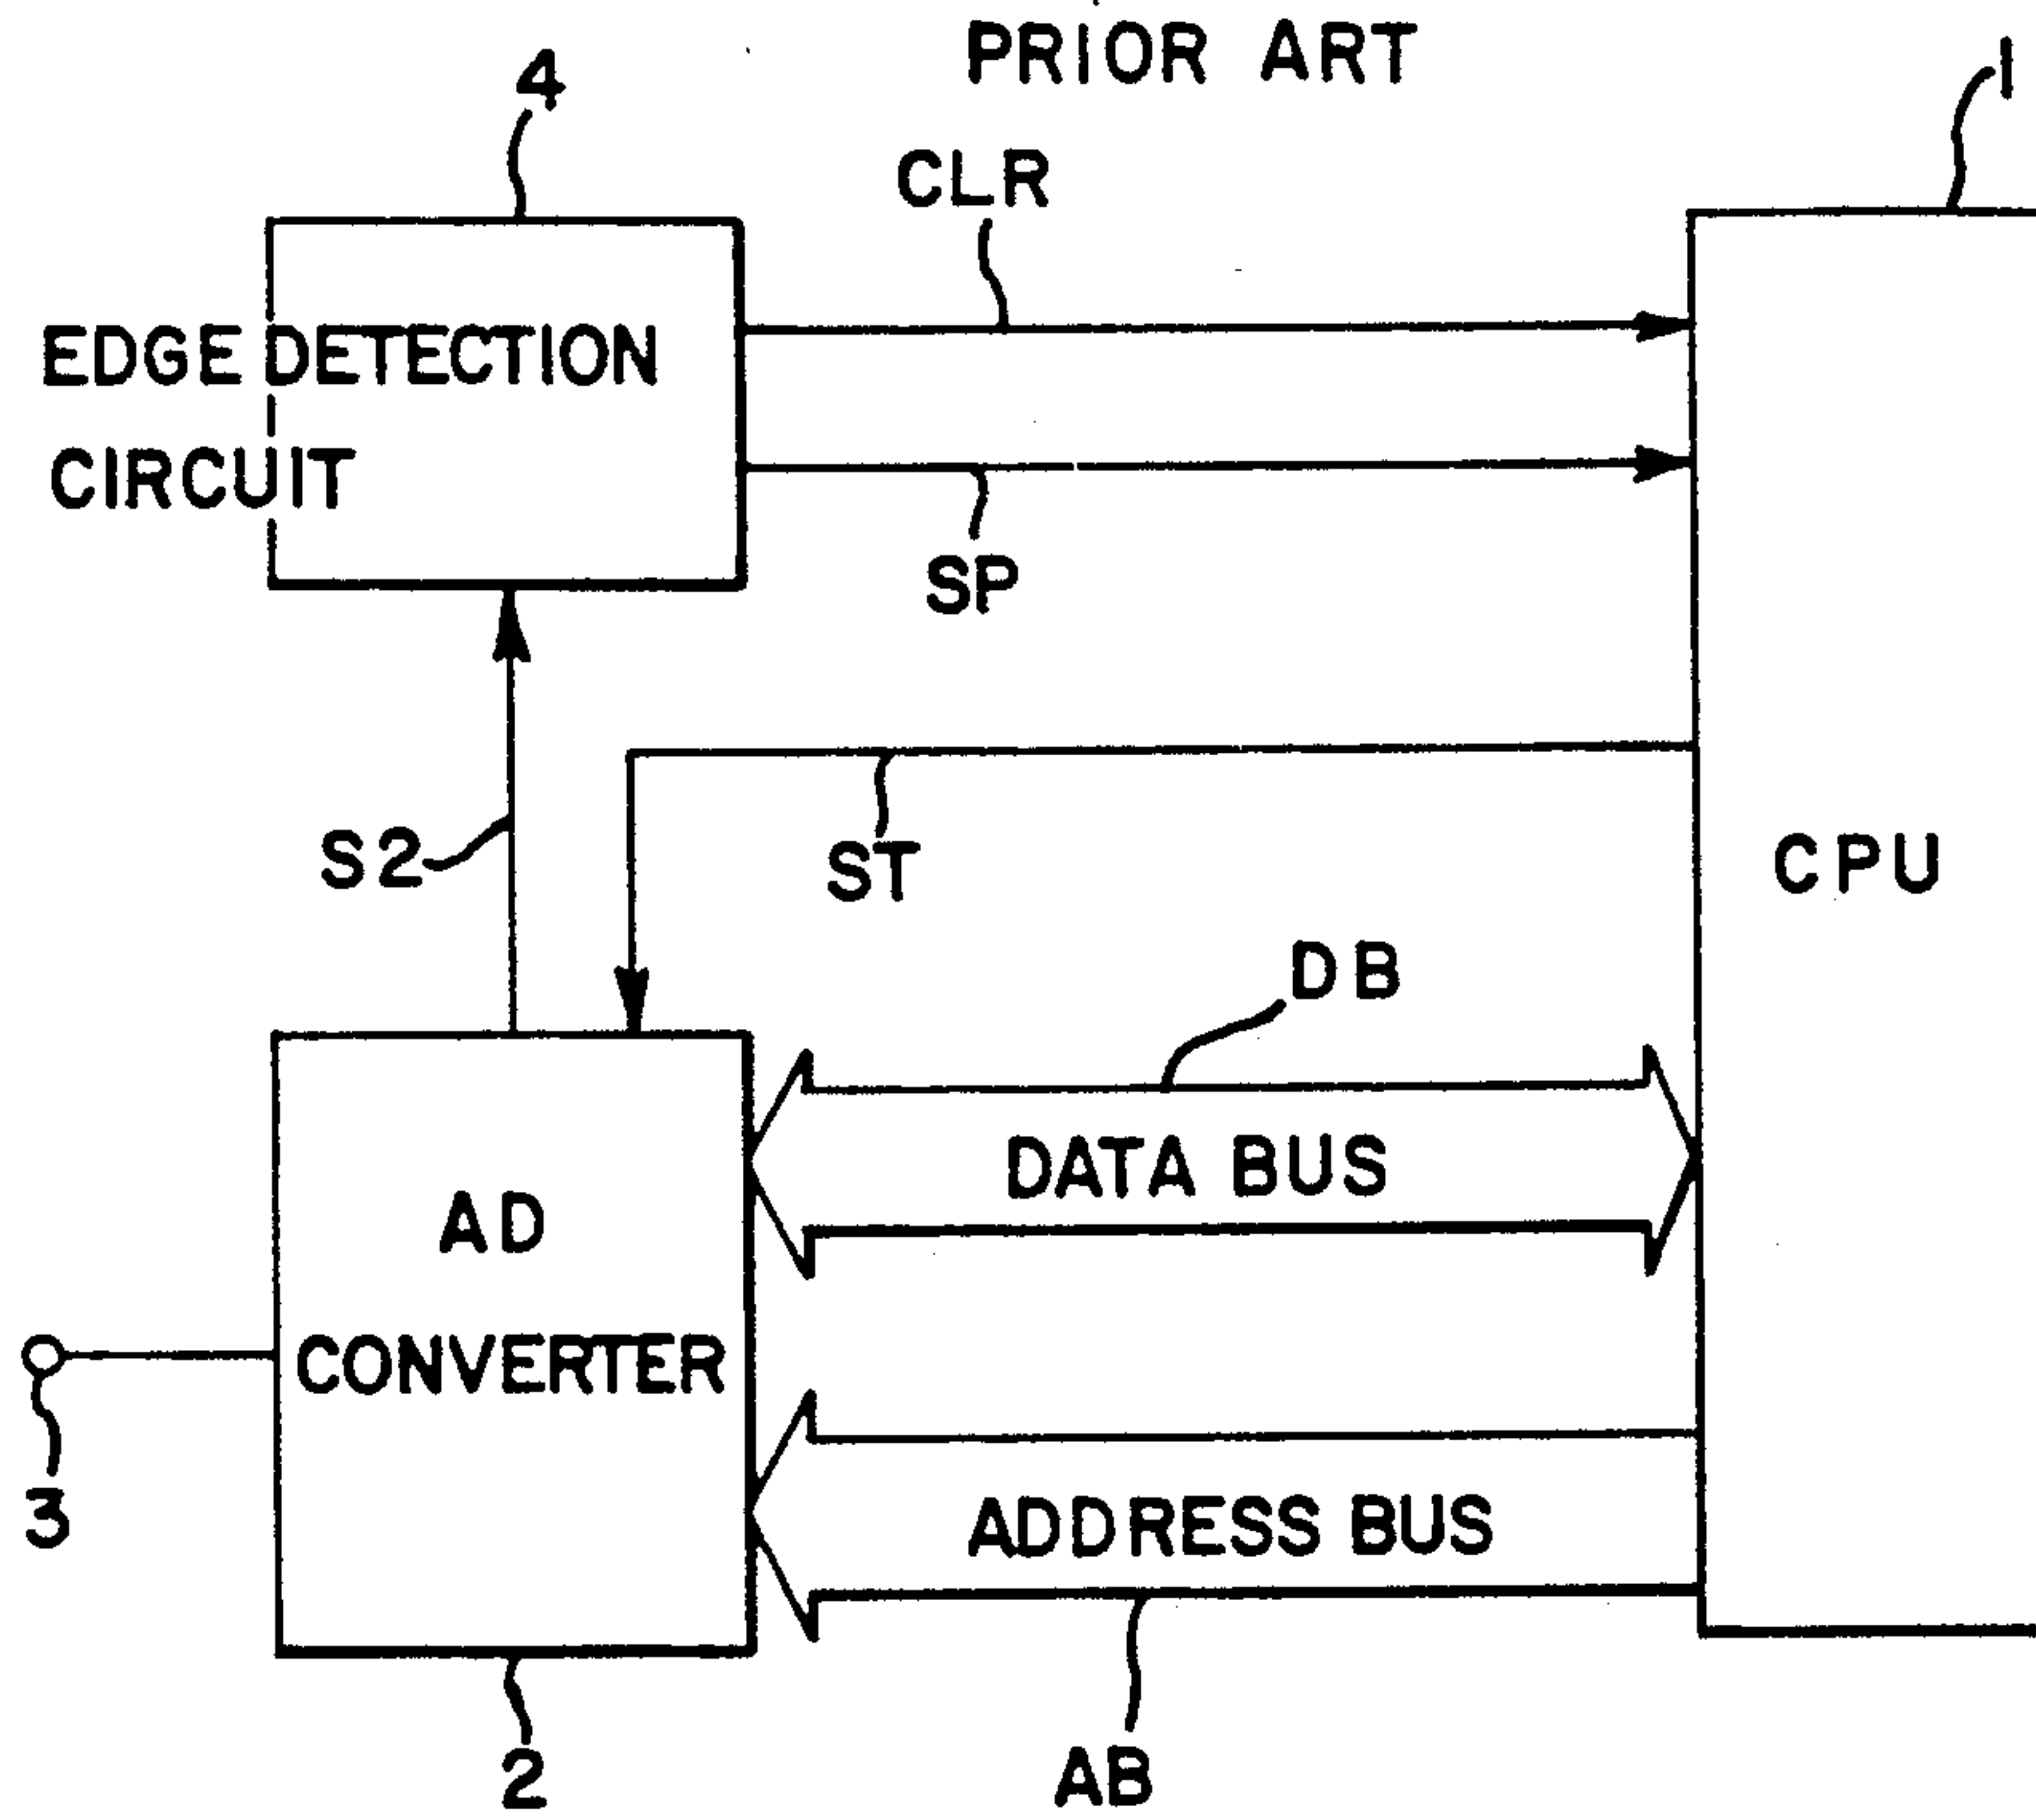 PRIOR ART
4
1
CLR
EDGE DETECTION
CIRCUIT
SP
S2
ST
CPU
DB
DATA BUS
AD
CONVERTER
3
ADDRESS BUS
2
AB